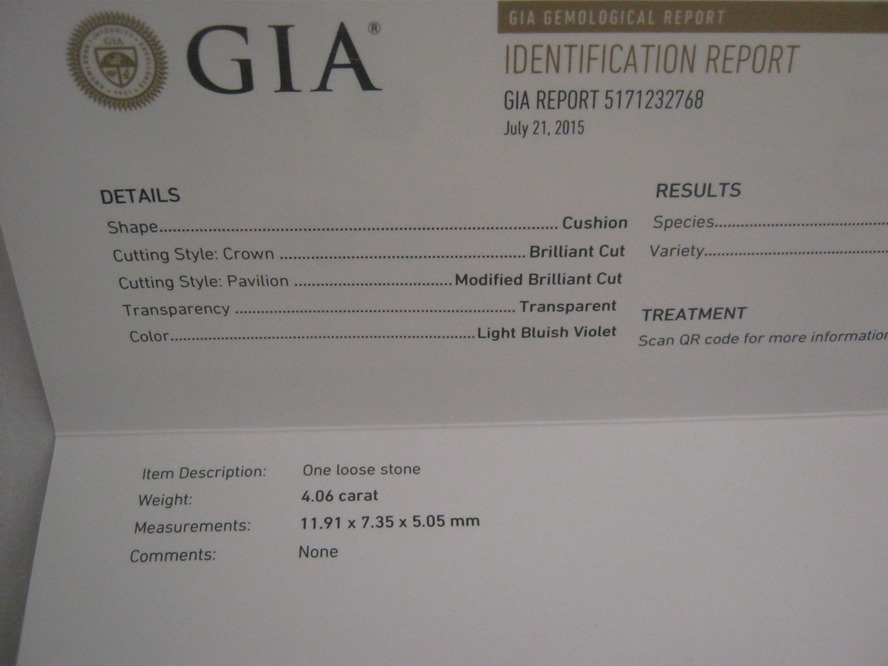 GIA®
GIA GEMOLOGICAL REPORT
IDENTIFICATION REPORT
GIA REPORT 5171232768
July 21, 2015
DETAILS
Shape.......... Cushion
Cutting Style: Crown .......... Brilliant Cut
Cutting Style: Pavilion .......... Modified Brilliant Cut
Transparency .......... Transparent
Color.......... Light Bluish Violet
RESULTS
Species..........
Variety..........
TREATMENT
Scan QR code for more information
Item Description: One loose stone
Weight: 4.06 carat
Measurements: 11.91 x 7.35 x 5.05 mm
Comments: None